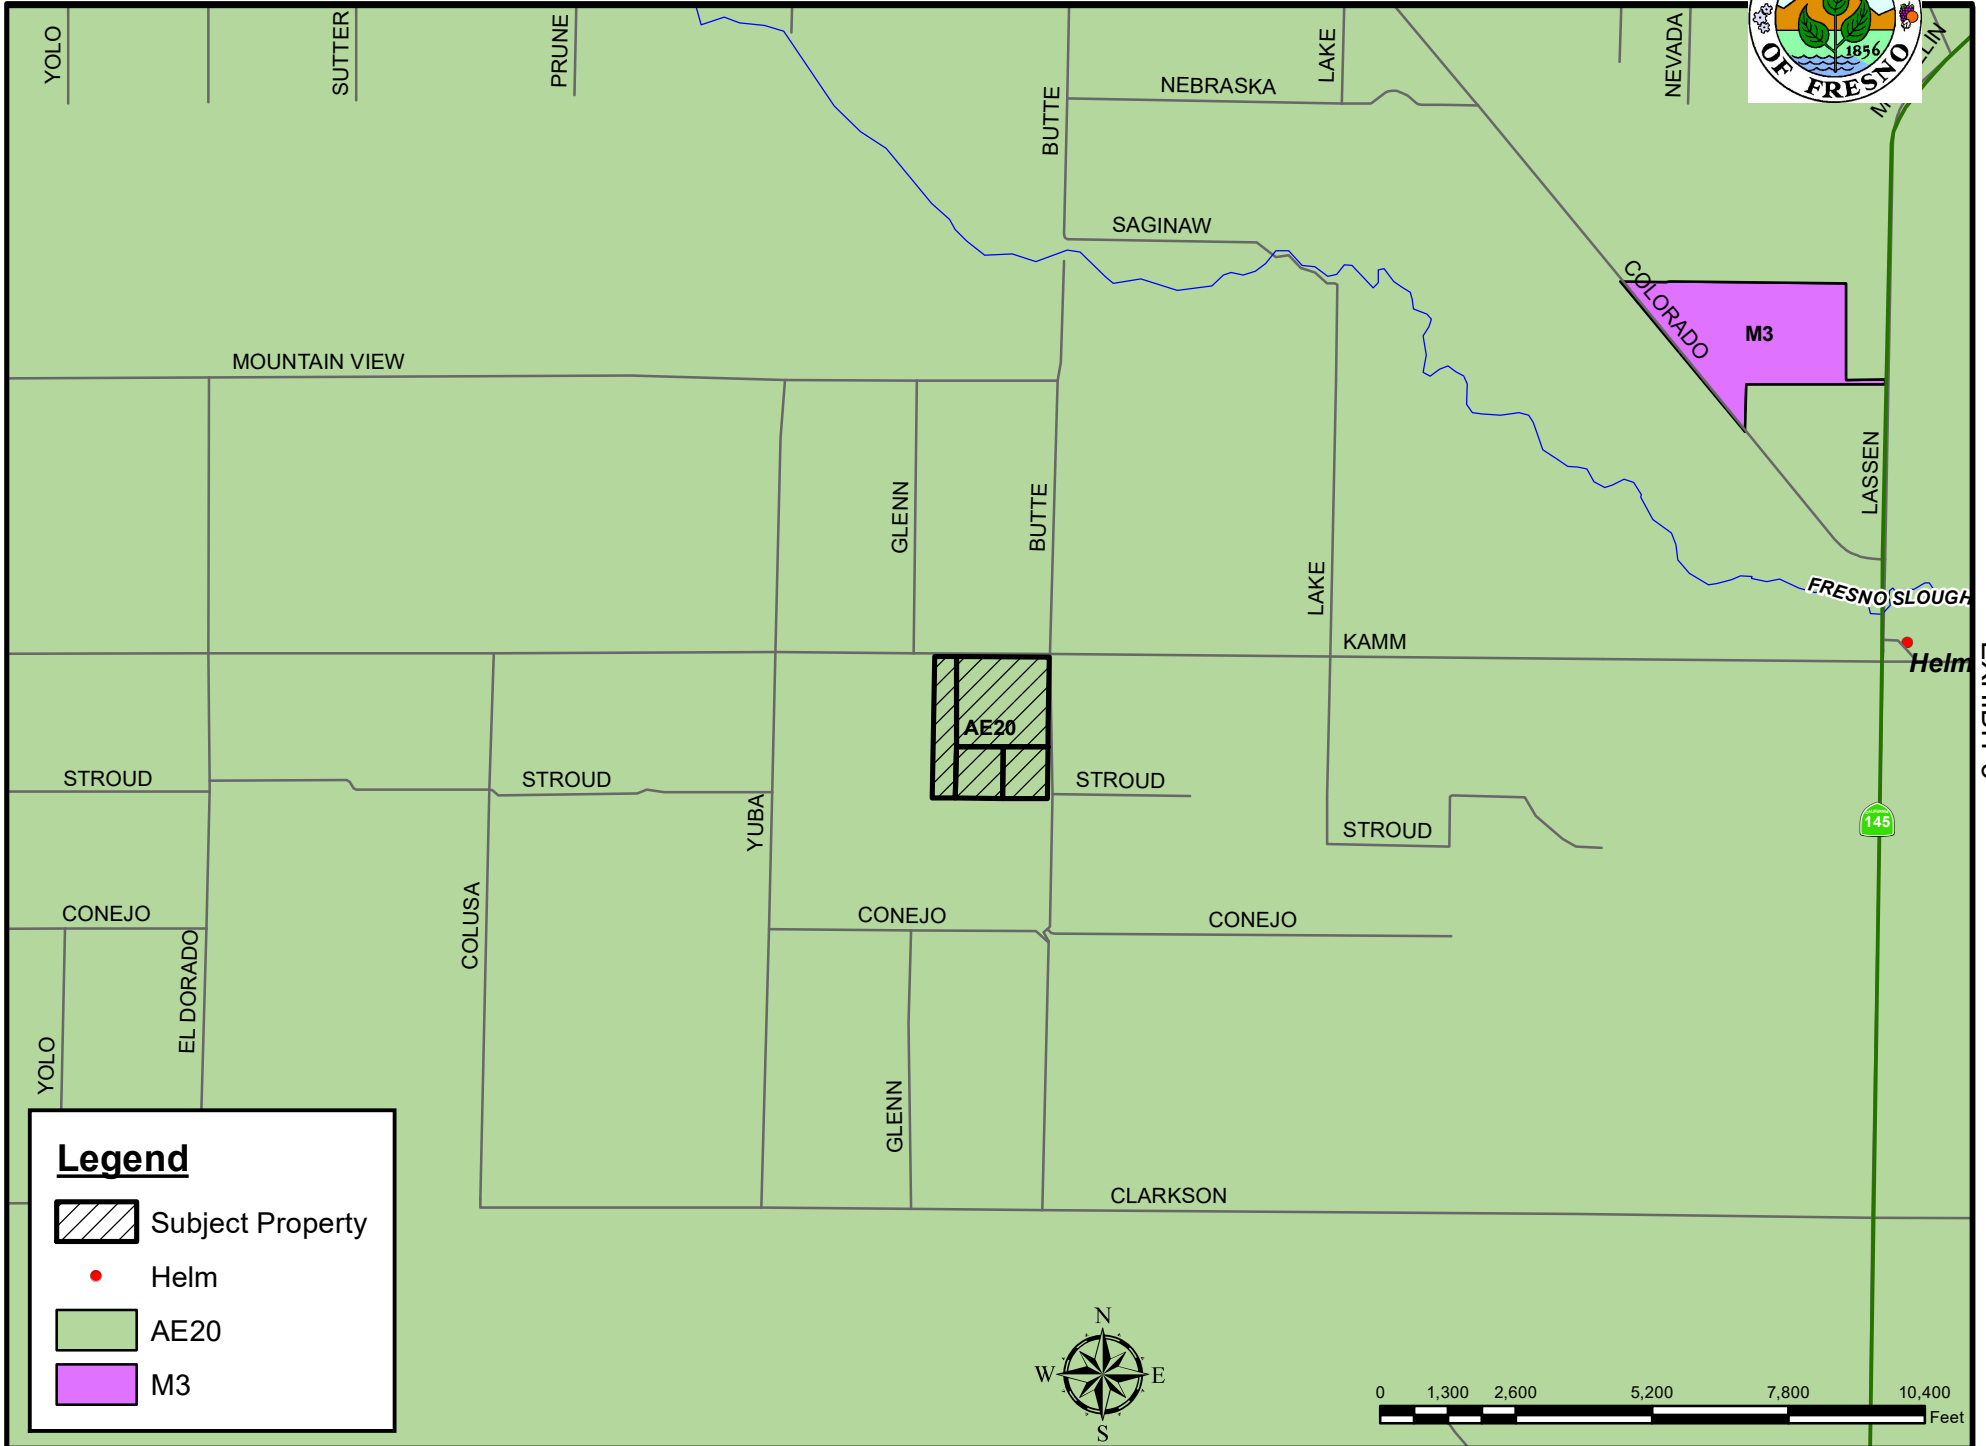 YOLO
SUTTER
PRUNE
BUTTE
NEBRASKA
LAKE
NEVADA
1856
OF FRESNO
SAGINAW
COLORADO
M3
MOUNTAIN VIEW
GLENN
BUTTE
LASSEN
LAKE
FRESNO SLOUGH
KAMM
Helm
AE20
STROUD
STROUD
STROUD
YUBA
STROUD
145
COLUSA
CONEJO
CONEJO
CONEJO
EL DORADO
YOLO
GLENN
CLARKSON
Legend
Subject Property
Helm
AE20
M3
N
W E
S
0 1,300 2,600 5,200 7,800 10,400
Feet